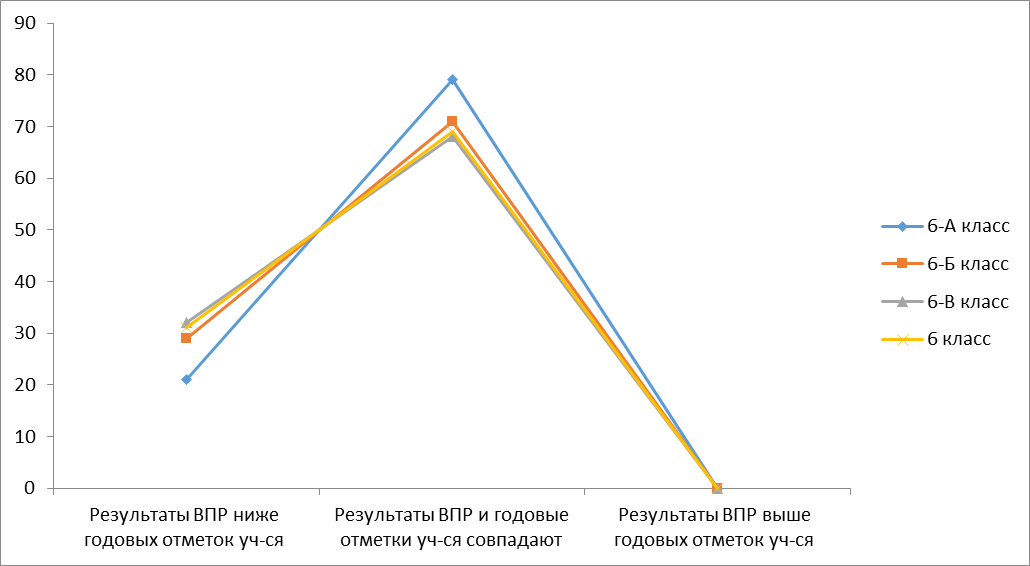 90
80
70
60
50
40
30
20
10
0
Результаты ВПР ниже
годовых отметок уч-ся
Результаты ВПР и годовые
отметки уч-ся совпадают
Результаты ВПР выше
годовых отметок уч-ся
6-А класс
6-Б класс
6-В класс
6 класс